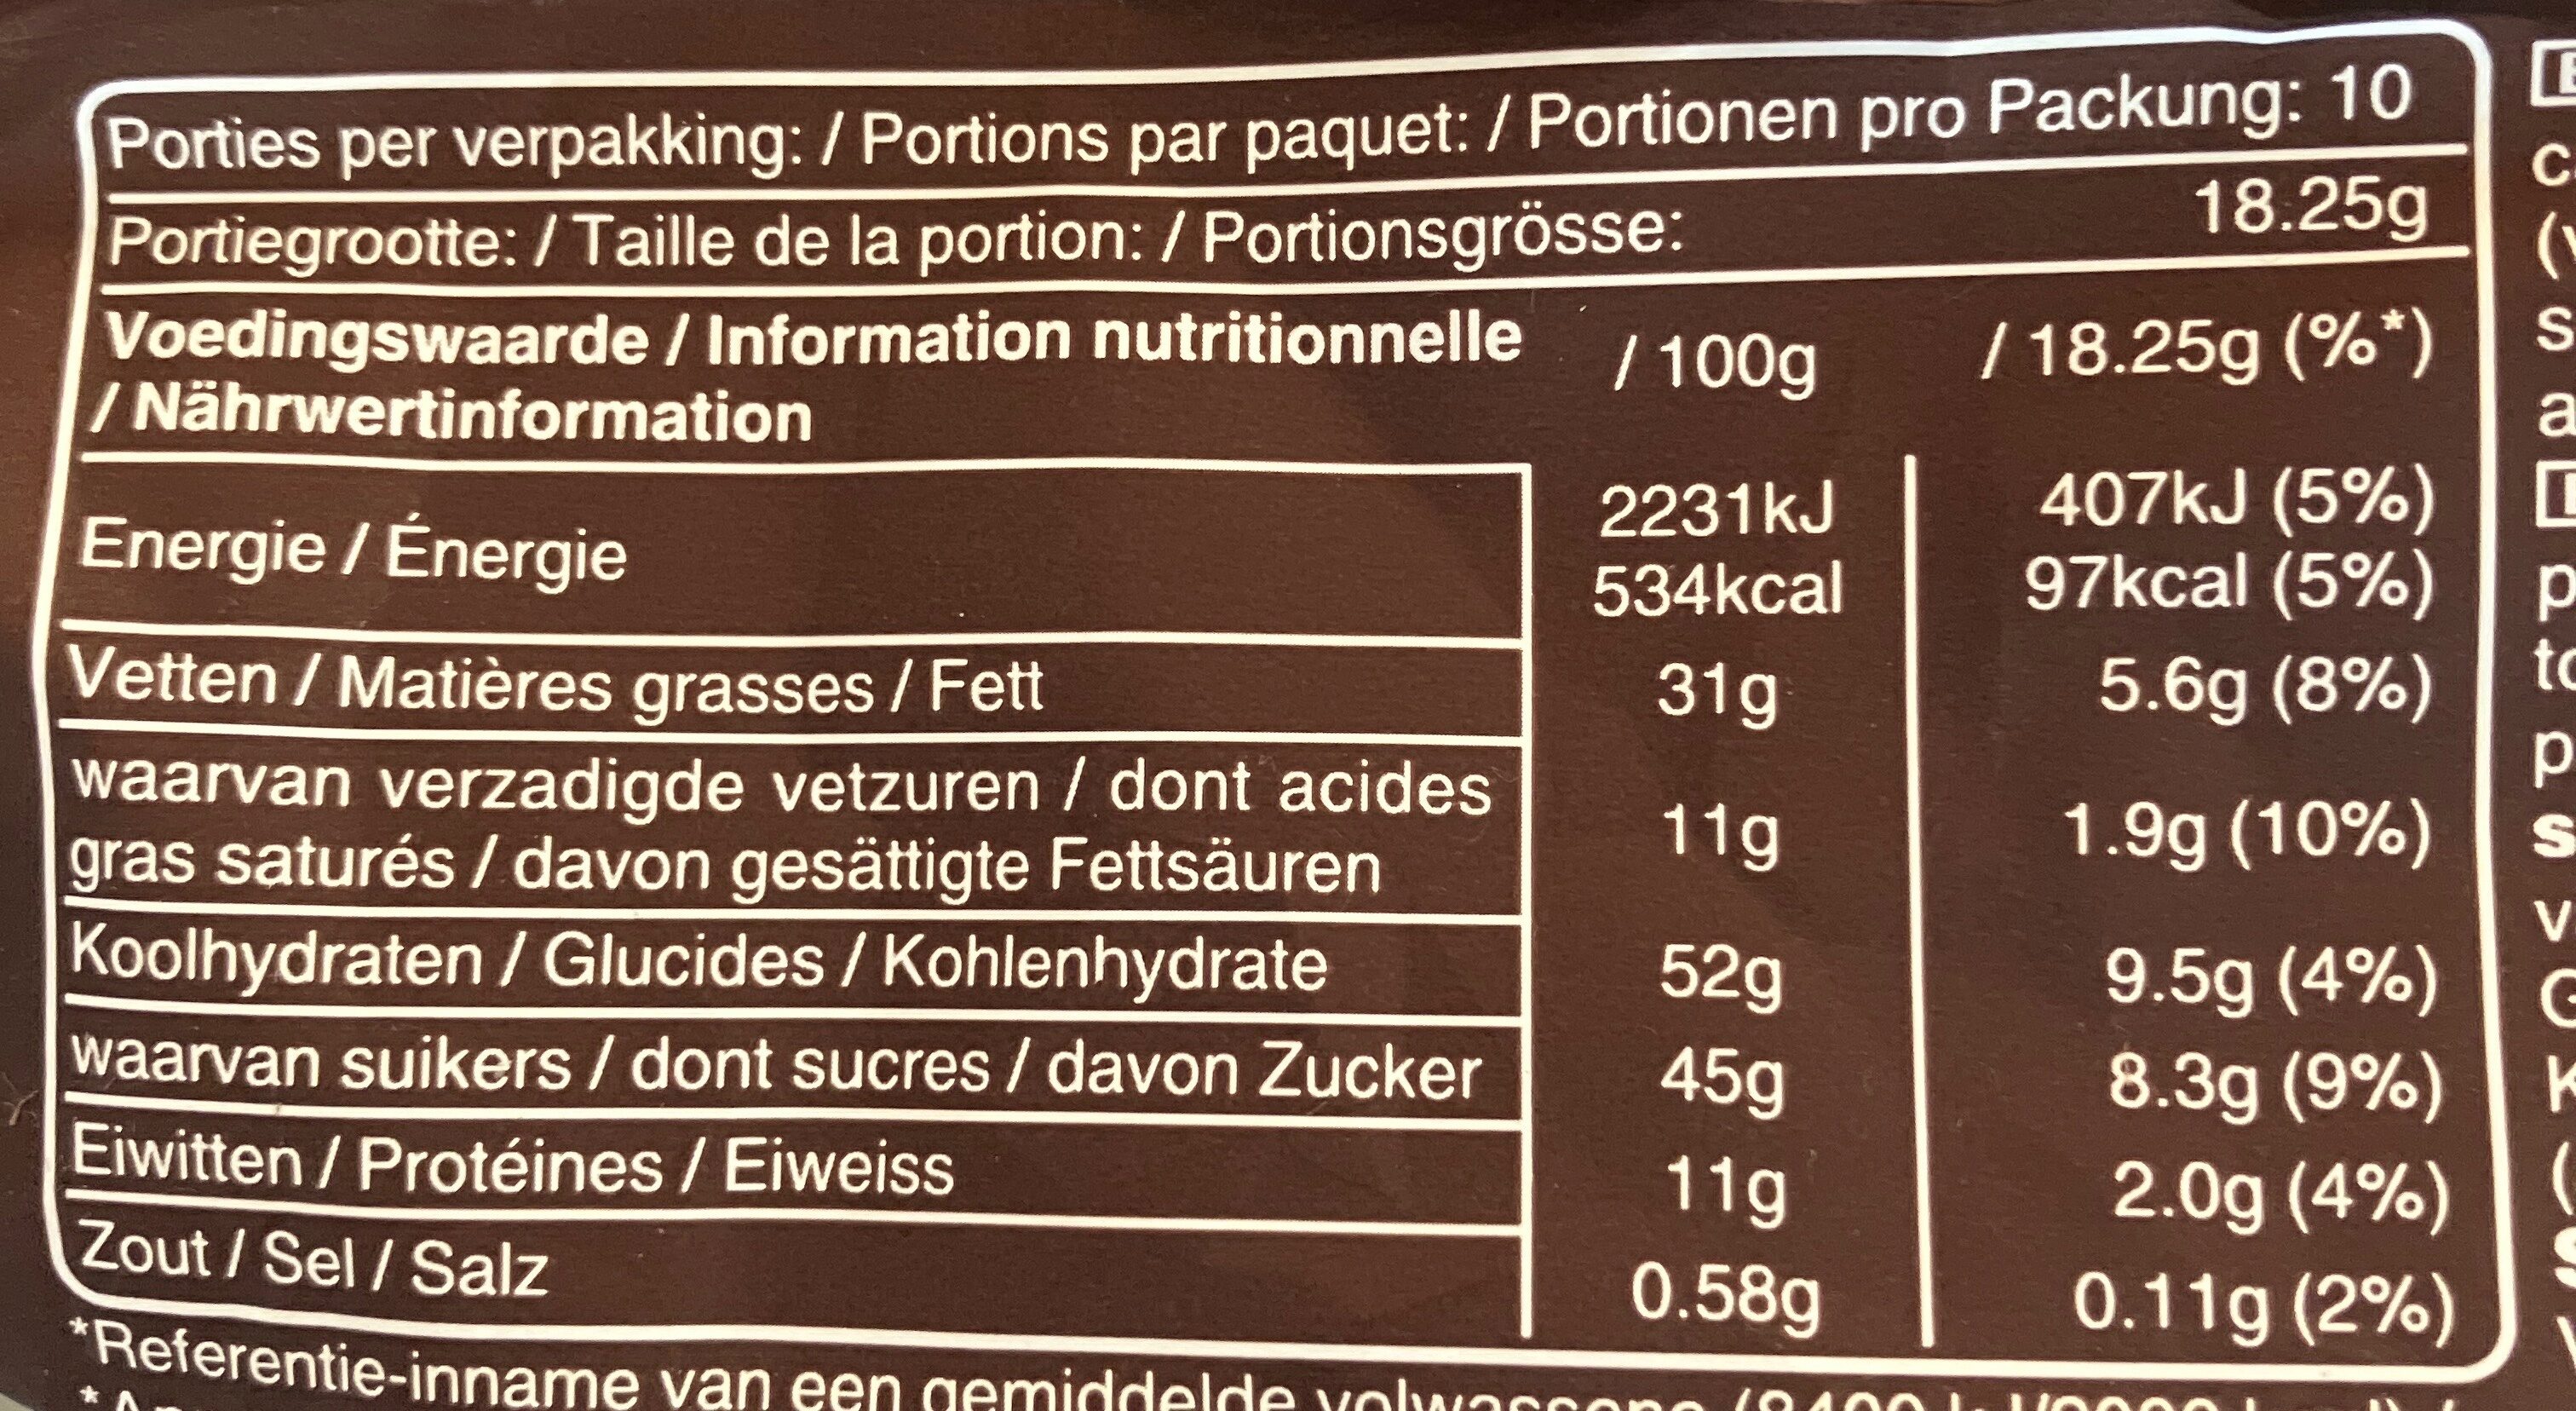 Porties per verpakking: / Portions par paquet: / Portionen pro Packung: 10
Portiegrootte: / Taille de la portion: / Portionsgrösse: 18.25g
Voedingswaarde / Information nutritionnelle
/ Nährwertinformation / 100g / 18.25g (%*)
Energie / Énergie 2231kJ 407kJ (5%)
534kcal 97kcal (5%)
Vetten / Matières grasses / Fett 31g 5.6g (8%)
waarvan verzadigde vetzuren / dont acides
gras saturés / davon gesättigte Fettsäuren 11g 1.9g (10%)
Koolhydraten / Glucides / Kohlenhydrate 52g 9.5g (4%)
waarvan suikers / dont sucres / davon Zucker 45g 8.3g (9%)
Eiwitten / Protéines / Eiweiss 11g 2.0g (4%)
Zout / Sel / Salz 0.58g 0.11g (2%)
*Referentie-inname van een gemiddelde volwassene